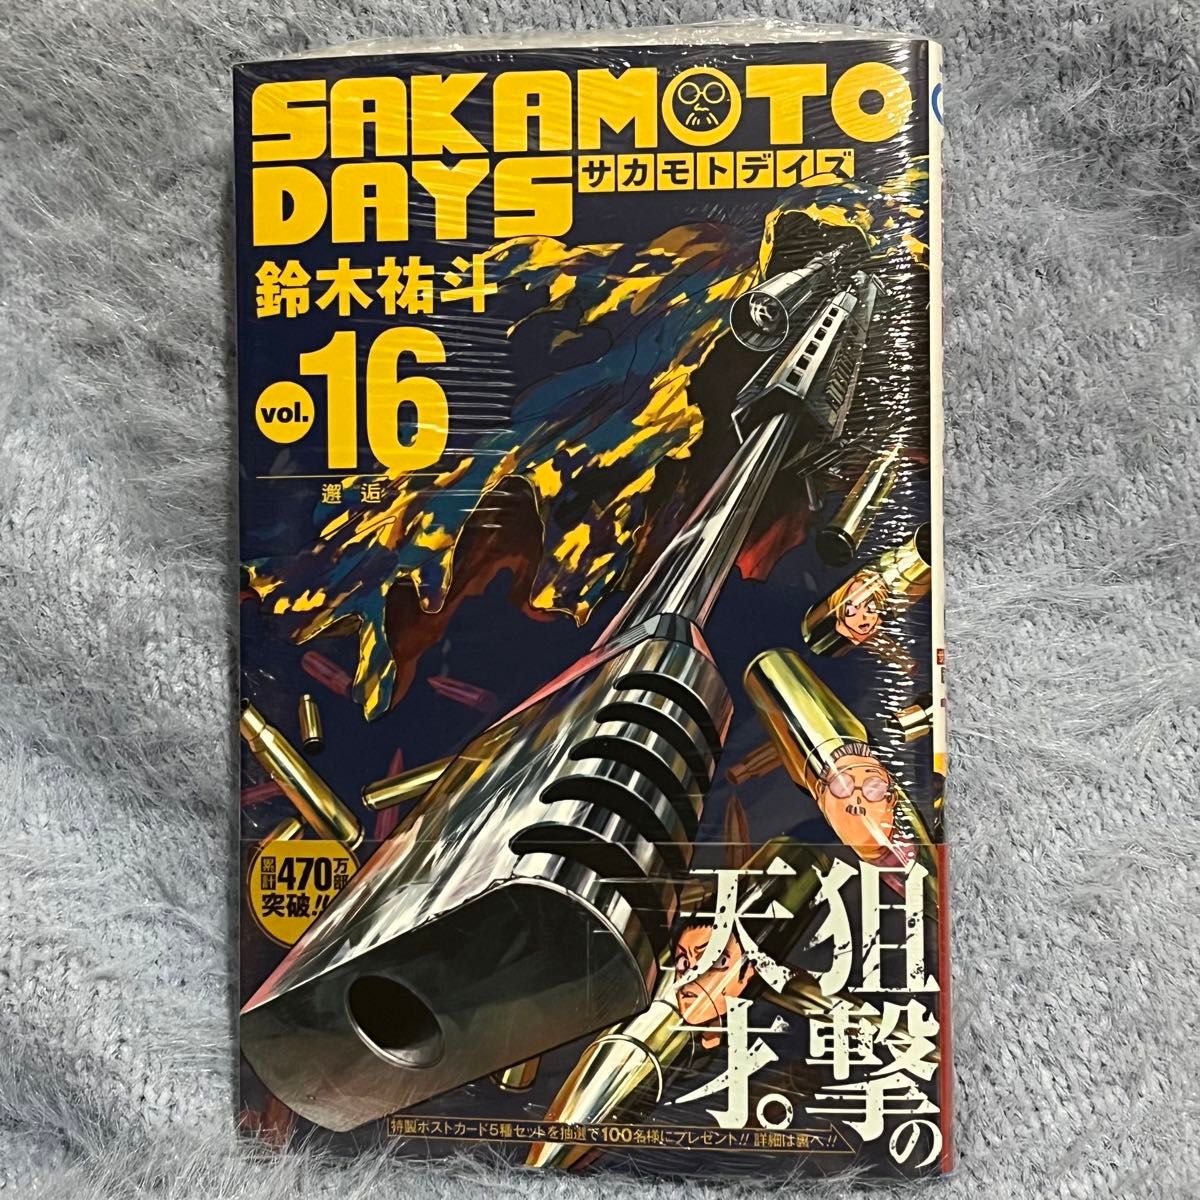 SAKAMOTO
DAYS
サカモトデイズ
鈴木祐斗
vol.16
邂逅
累計470万部
突破!!
狙撃の
天才。
特製ポストカード5種セットを抽選で100名様にプレゼント!! 詳細は裏へ!!